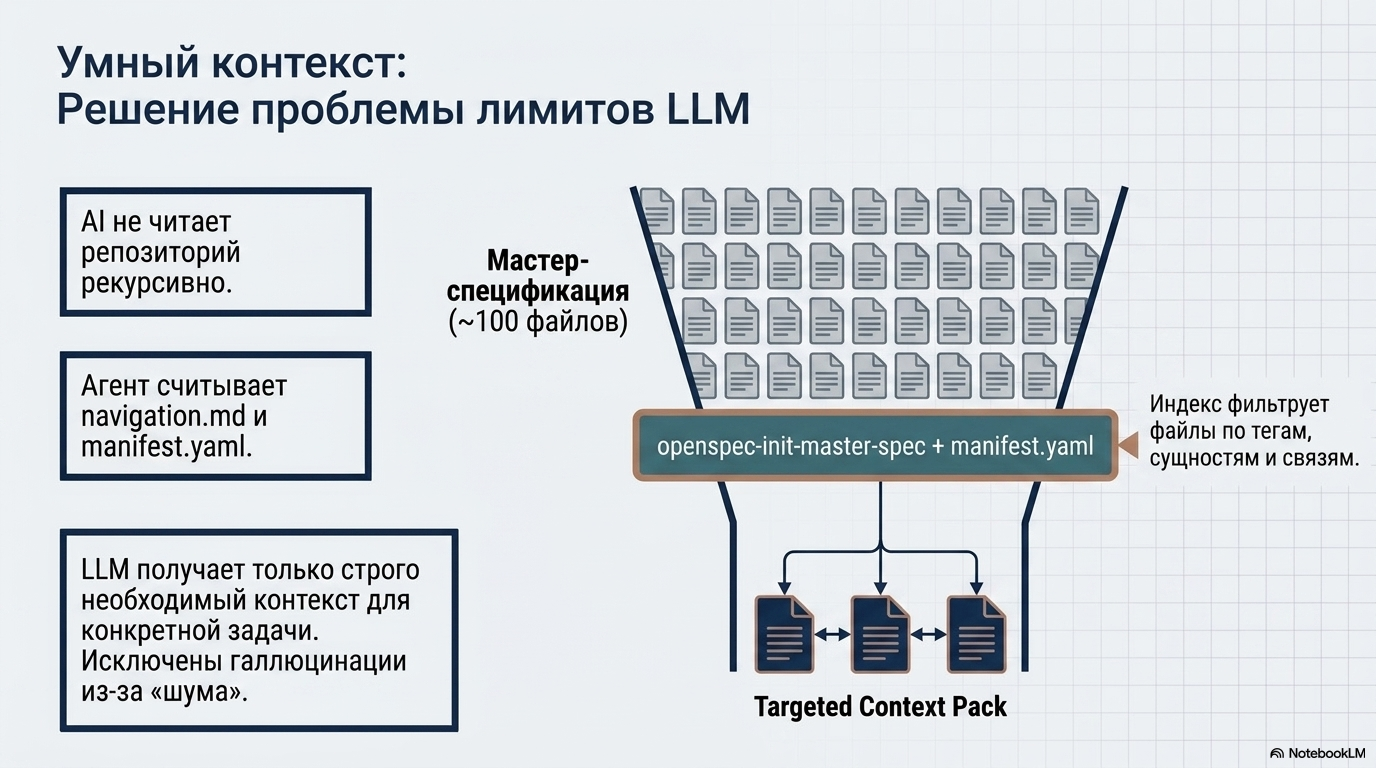 Умный контекст:
Решение проблемы лимитов LLM
AI не читает
репозиторий
рекурсивно.
Агент считывает
navigation.md и
manifest.yaml.
LLM получает только строго
необходимый контекст для
конкретной задачи.
Исключены галлюцинации
из-за «шума».
Мастер-
спецификация
(~100 файлов)
openspec-init-master-spec + manifest.yaml
Индекс фильтрует
файлы по тегам,
сущностям и связям.
Targeted Context Pack
NotebookLM